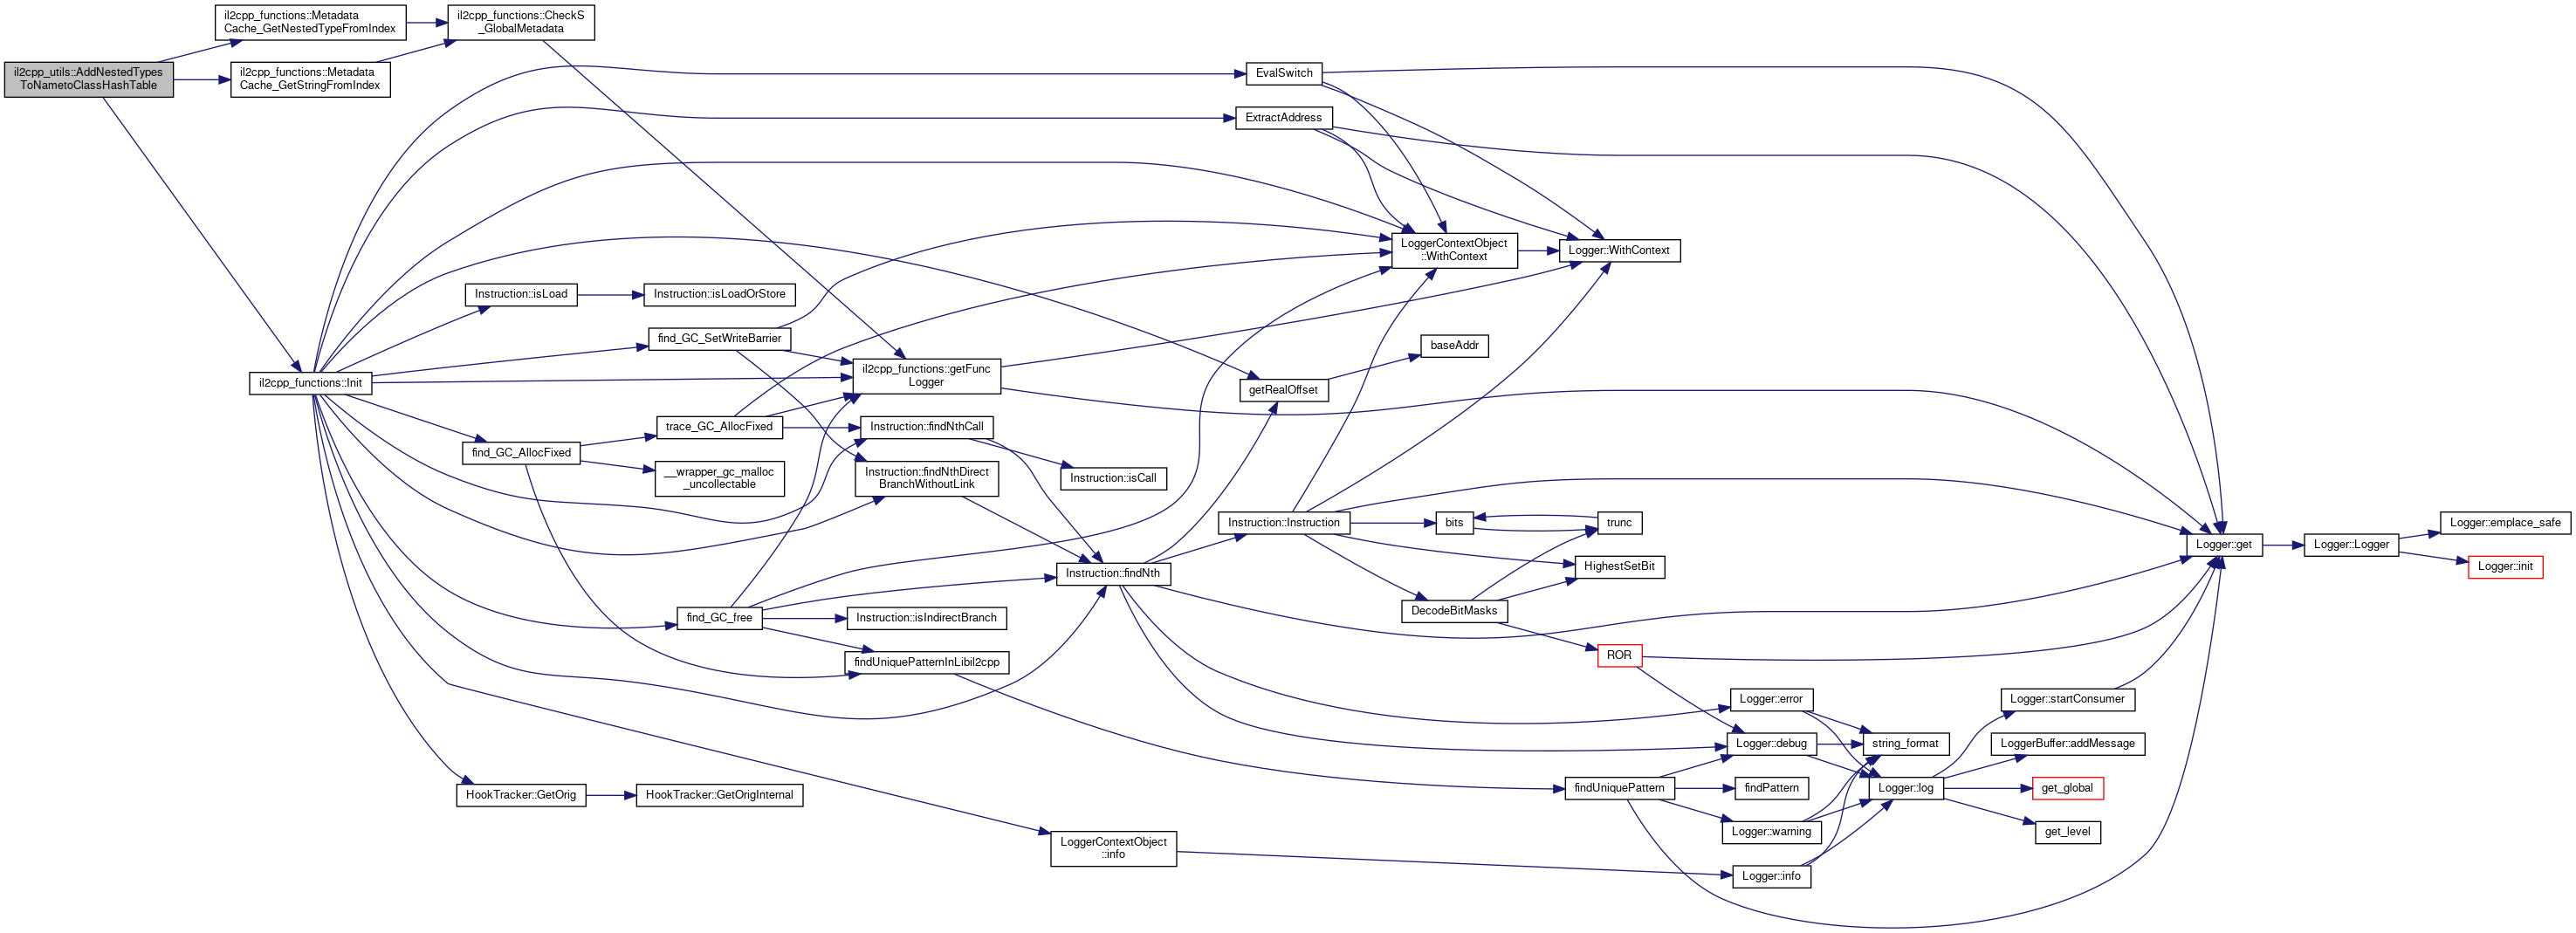 il2cpp_utils::AddNestedTypes
ToNametoClassHashTable
il2cpp_functions::Metadata
Cache_GetNestedTypeFromIndex
il2cpp_functions::CheckS
_GlobalMetadata
il2cpp_functions::Metadata
Cache_GetStringFromIndex
il2cpp_functions::Init
EvalSwitch
ExtractAddress
LoggerContextObject
::WithContext
Logger::WithContext
Instruction::isLoad
Instruction::isLoadOrStore
find_GC_SetWriteBarrier
il2cpp_functions::getFunc
Logger
baseAddr
getRealOffset
find_GC_AllocFixed
trace_GC_AllocFixed
__wrapper_gc_malloc
_uncollectable
Instruction::findNthCall
Instruction::findNthDirect
BranchWithoutLink
Instruction::isCall
Instruction::Instruction
bits
trunc
HighestSetBit
Logger::get
Logger::Logger
Logger::emplace_safe
Logger::init
Instruction::findNth
DecodeBitMasks
ROR
find_GC_free
Instruction::isIndirectBranch
findUniquePatternInLibil2cpp
Logger::error
Logger::debug
string_format
Logger::startConsumer
LoggerBuffer::addMessage
HookTracker::GetOrig
HookTracker::GetOrigInternal
findUniquePattern
findPattern
Logger::log
get_global
Logger::warning
get_level
LoggerContextObject
::info
Logger::info